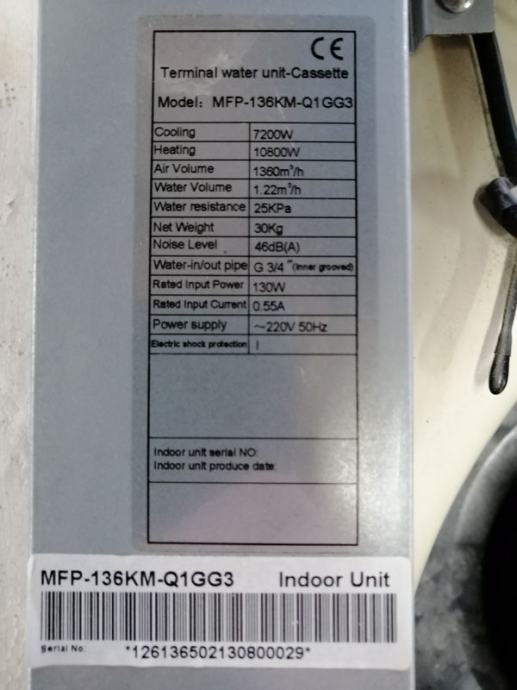 CE
Terminal water unit-Cassette
Model: MFP-136KM-Q1GG3
Cooling 7200W
Heating 10800W
Air Volume 1360m³/h
Water Volume 1.22m³/h
Water resistance 25KPa
Net Weight 30Kg
Noise Level 46dB(A)
Water-in/out pipe G 3/4 ″(inner grooved)
Rated Input Power 130W
Rated Input Current 0.55A
Power supply ～220V 50Hz
Electric shock protection I
Indoor unit serial NO:
Indoor unit produce date:
MFP-136KM-Q1GG3 Indoor Unit
Serial No. *126136502130800029*